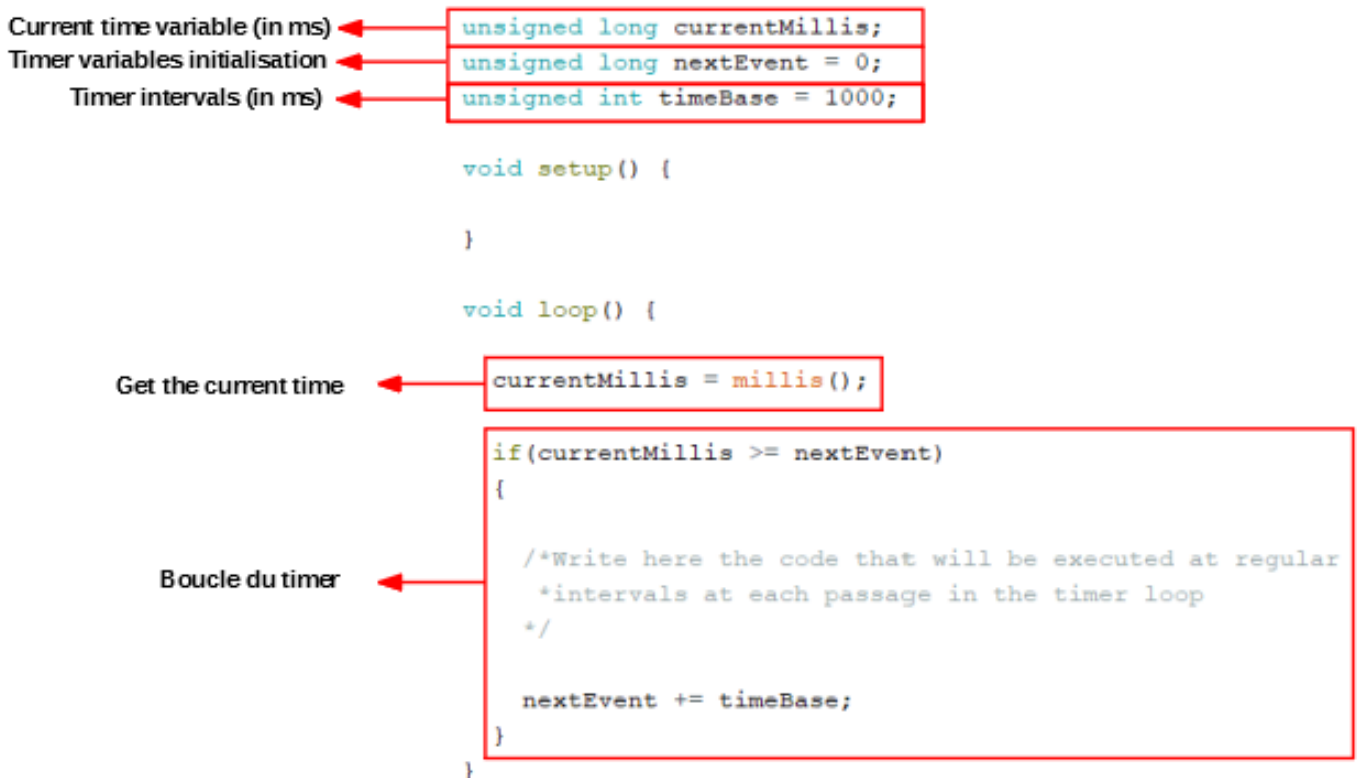 Current time variable (in ms) unsigned long currentMillis;
Timer variables initialisation unsigned long nextEvent = 0;
Timer intervals (in ms) unsigned int timeBase = 1000;
void setup() {
}
void loop() {
Get the current time currentMillis = millis();
if(currentMillis >= nextEvent)
{
/*Write here the code that will be executed at regular
Boucle du timer *intervals at each passage in the timer loop
*/
nextEvent += timeBase;
}
}